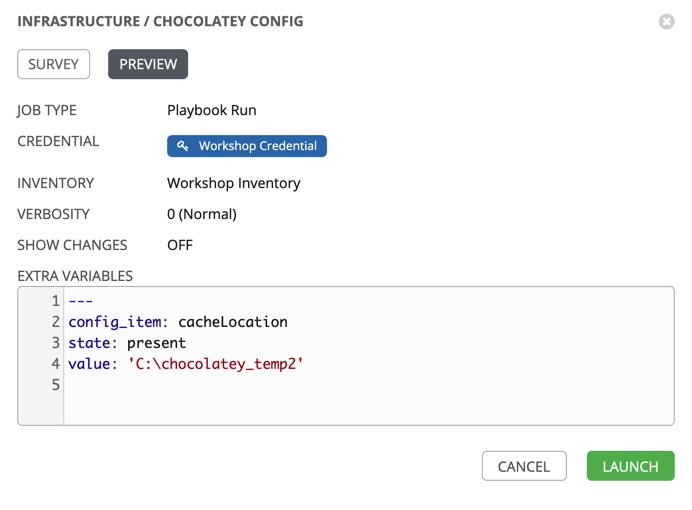 INFRASTRUCTURE / CHOCOLATEY CONFIG
SURVEY PREVIEW
JOB TYPE Playbook Run
CREDENTIAL Workshop Credential
INVENTORY Workshop Inventory
VERBOSITY 0 (Normal)
SHOW CHANGES OFF
EXTRA VARIABLES
1 ---
2 config_item: cacheLocation
3 state: present
4 value: 'C:\chocolatey_temp2'
5
CANCEL LAUNCH